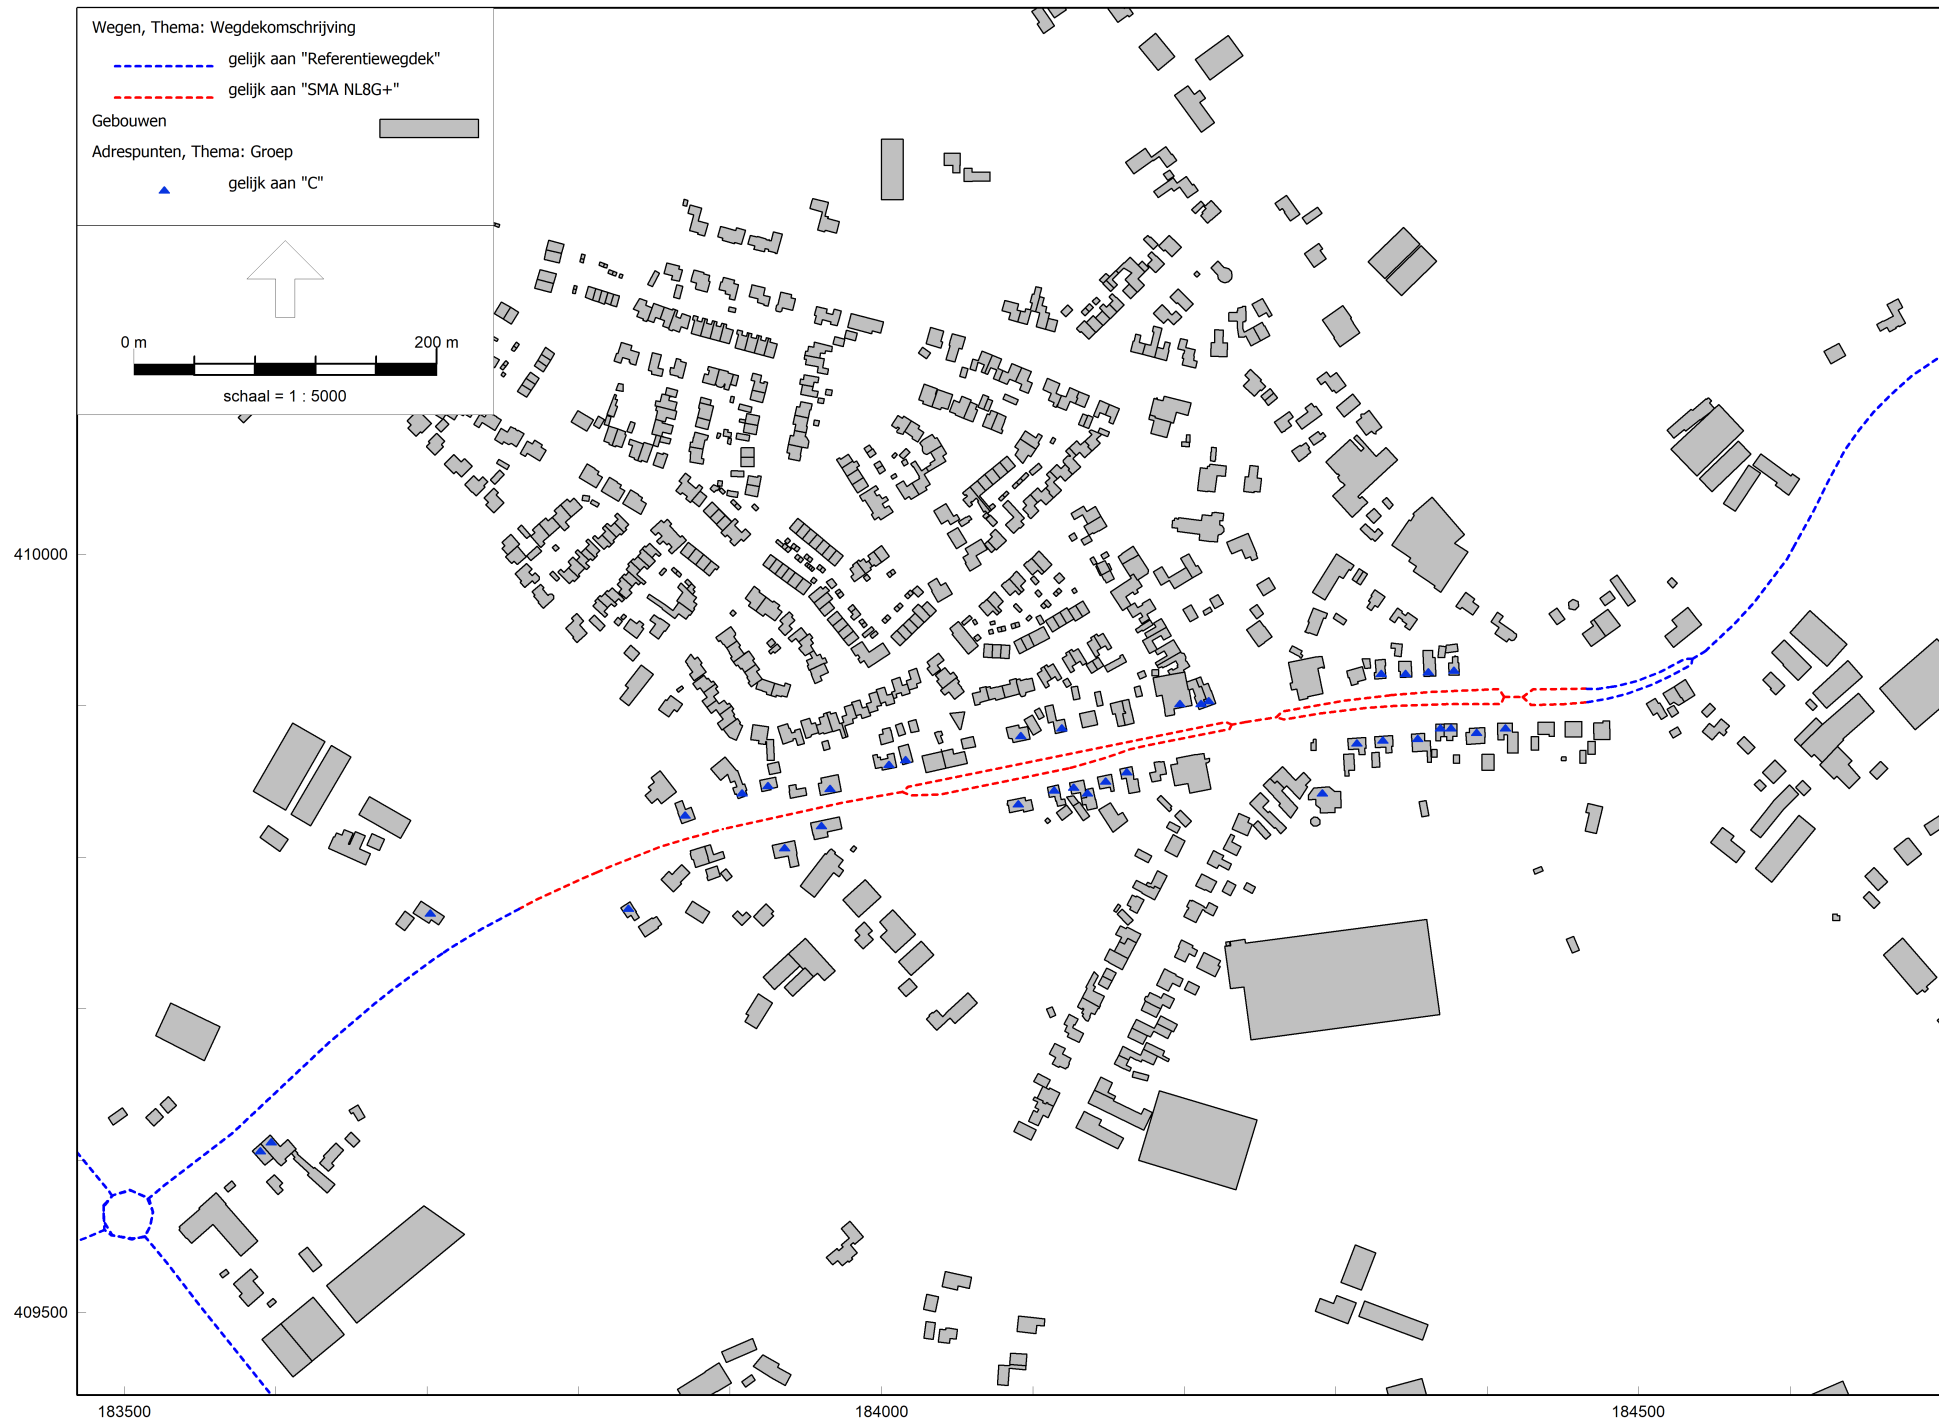 Wegen, Thema: Wegdekomschrijving
gelijk aan "Referentiewegdek"
gelijk aan "SMA NL8G+"
Gebouwen
Adrespunten, Thema: Groep
gelijk aan "C"
0 m 200 m
schaal = 1 : 5000
410000
409500
183500 184000 184500